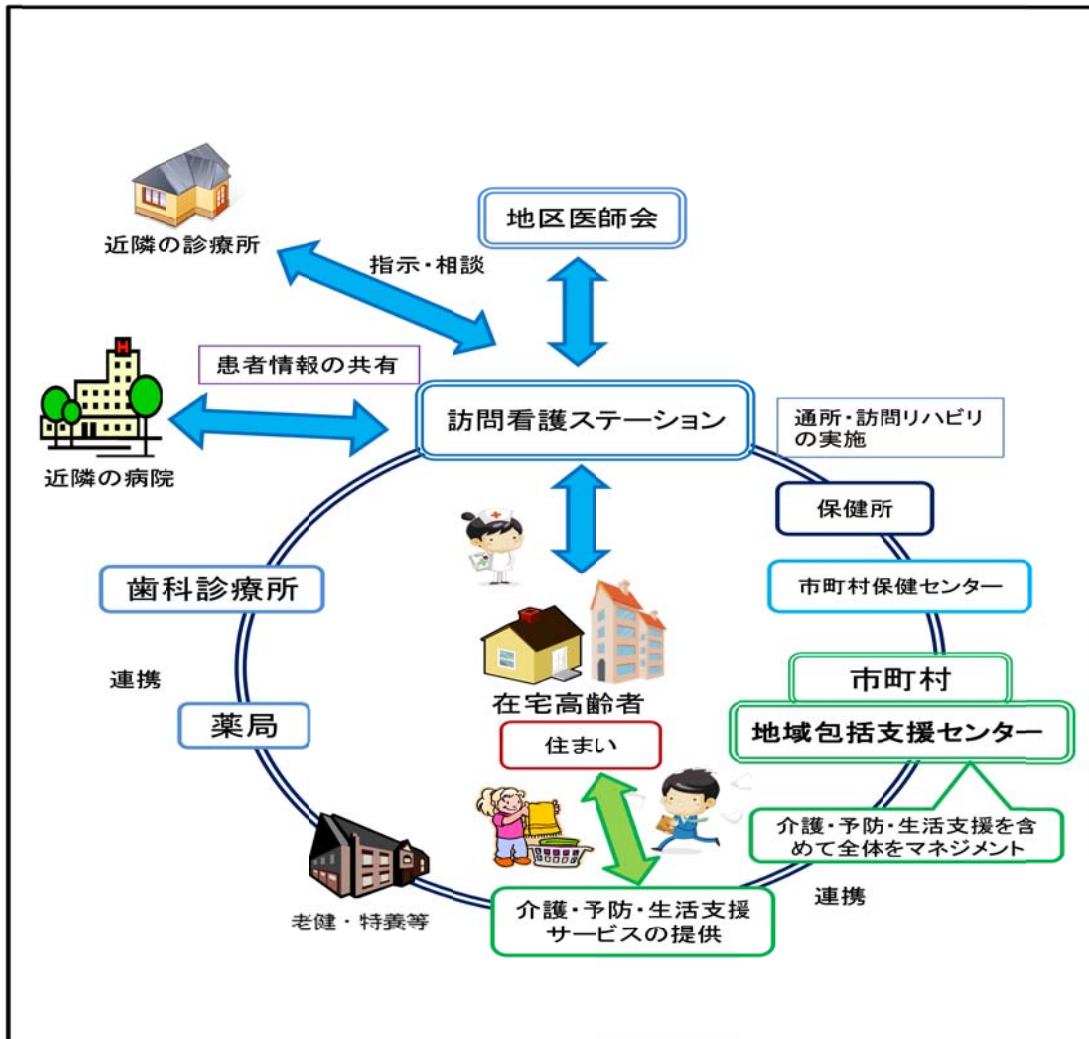 地区医師会
近隣の診療所
指示・相談
患者情報の共有
訪問看護ステーション
通所・訪問リハビリ
の実施
近隣の病院
保健所
歯科診療所
市町村保健センター
連携
市町村
在宅高齢者
薬局
地域包括支援センター
住まい
介護・予防・生活支援を含
めて全体をマネジメント
連携
介護・予防・生活支援
サービスの提供
老健・特養等
H